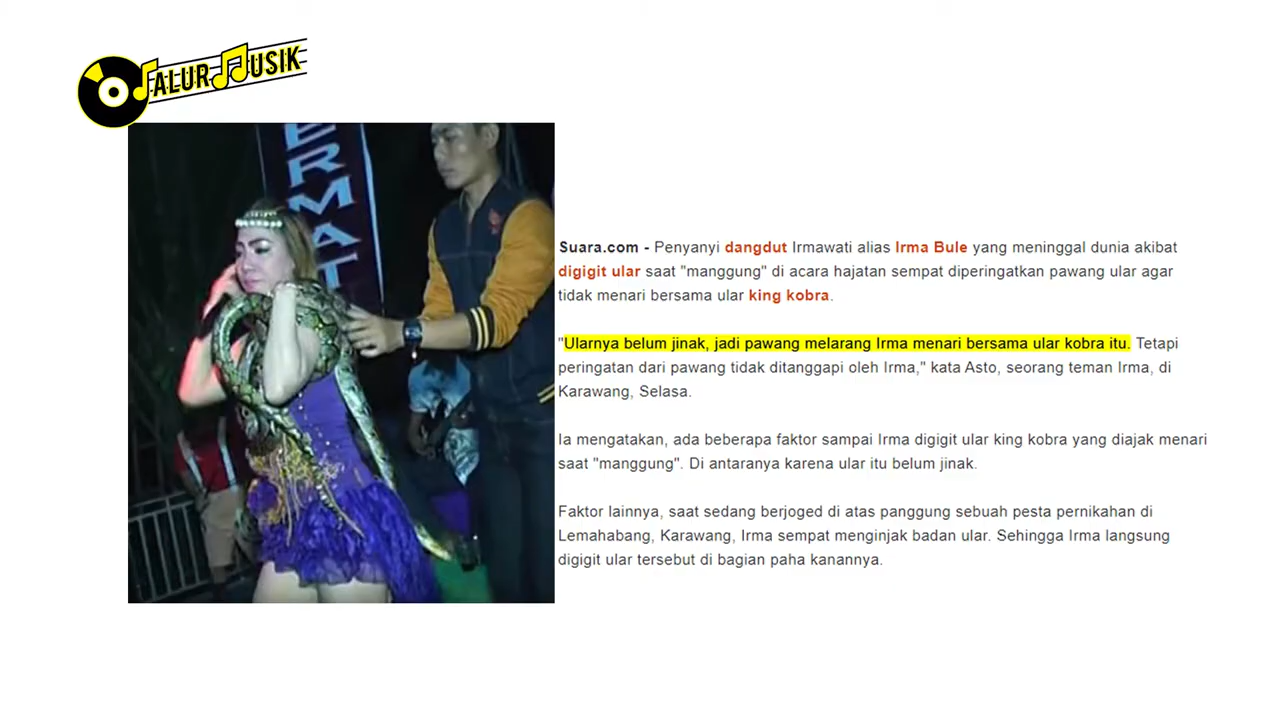 JALUR MUSIK
ERMAT
Suara.com - Penyanyi dangdut Irmawati alias Irma Bule yang meninggal dunia akibat
digigit ular saat "manggung" di acara hajatan sempat diperingatkan pawang ular agar
tidak menari bersama ular king kobra.
"Ularnya belum jinak, jadi pawang melarang Irma menari bersama ular kobra itu. Tetapi
peringatan dari pawang tidak ditanggapi oleh Irma," kata Asto, seorang teman Irma, di
Karawang, Selasa.
Ia mengatakan, ada beberapa faktor sampai Irma digigit ular king kobra yang diajak menari
saat "manggung". Di antaranya karena ular itu belum jinak.
Faktor lainnya, saat sedang berjoged di atas panggung sebuah pesta pernikahan di
Lemahabang, Karawang, Irma sempat menginjak badan ular. Sehingga Irma langsung
digigit ular tersebut di bagian paha kanannya.